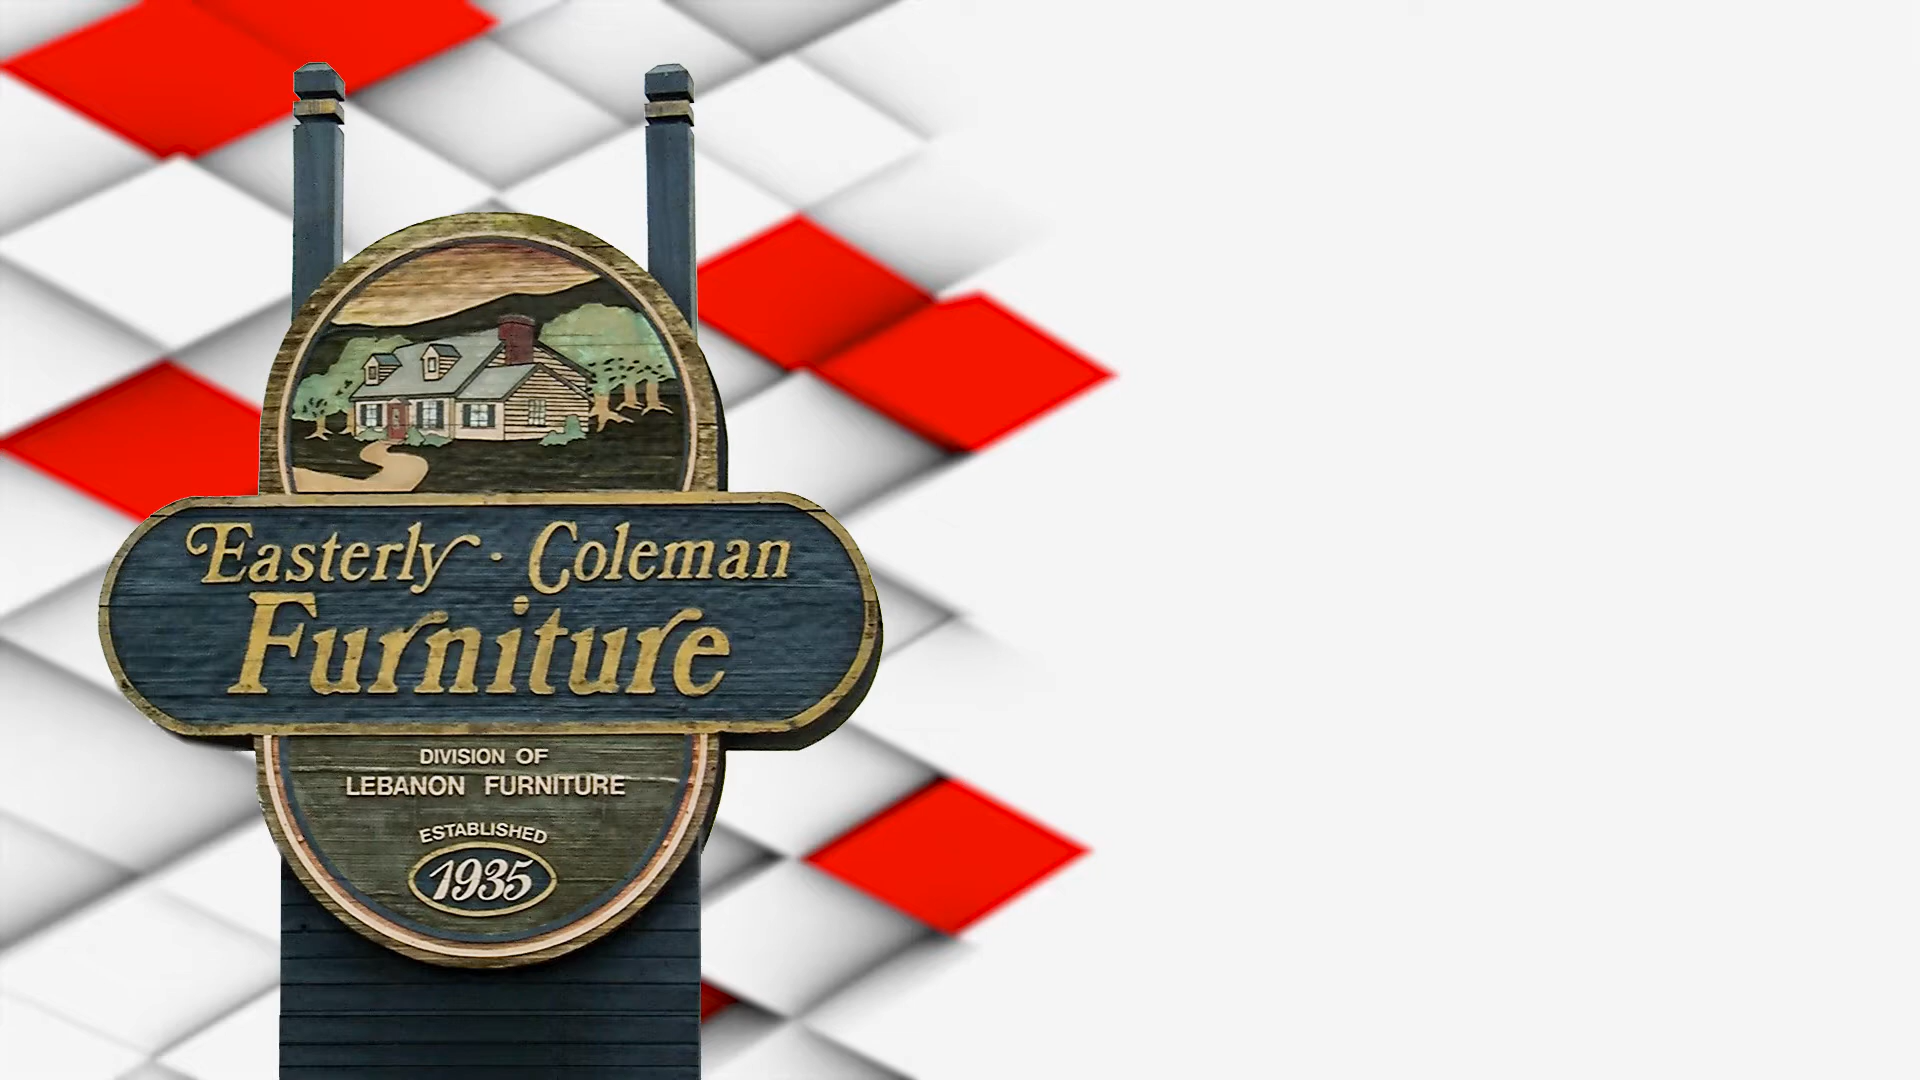 Easterly · Coleman
Furniture
DIVISION OF
LEBANON FURNITURE
ESTABLISHED
1935